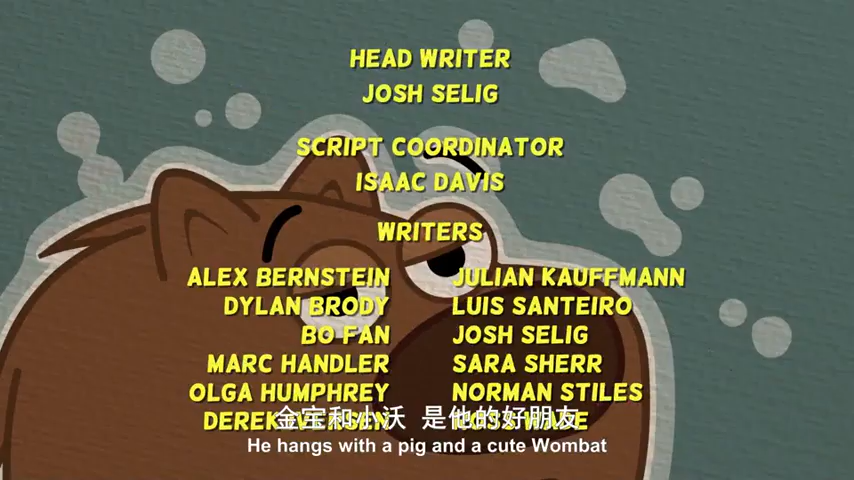 HEAD WRITER
JOSH SELIG
SCRIPT COORDINATOR
ISAAC DAVIS
WRITERS
ALEX BERNSTEIN JULIAN KAUFFMANN
DYLAN BRODY LUIS SANTEIRO
BO FAN JOSH SELIG
MARC HANDLER SARA SHERR
OLGA HUMPHREY NORMAN STILES
DEREK
金宝和小沃 是他的好朋友
He hangs with a pig and a cute Wombat